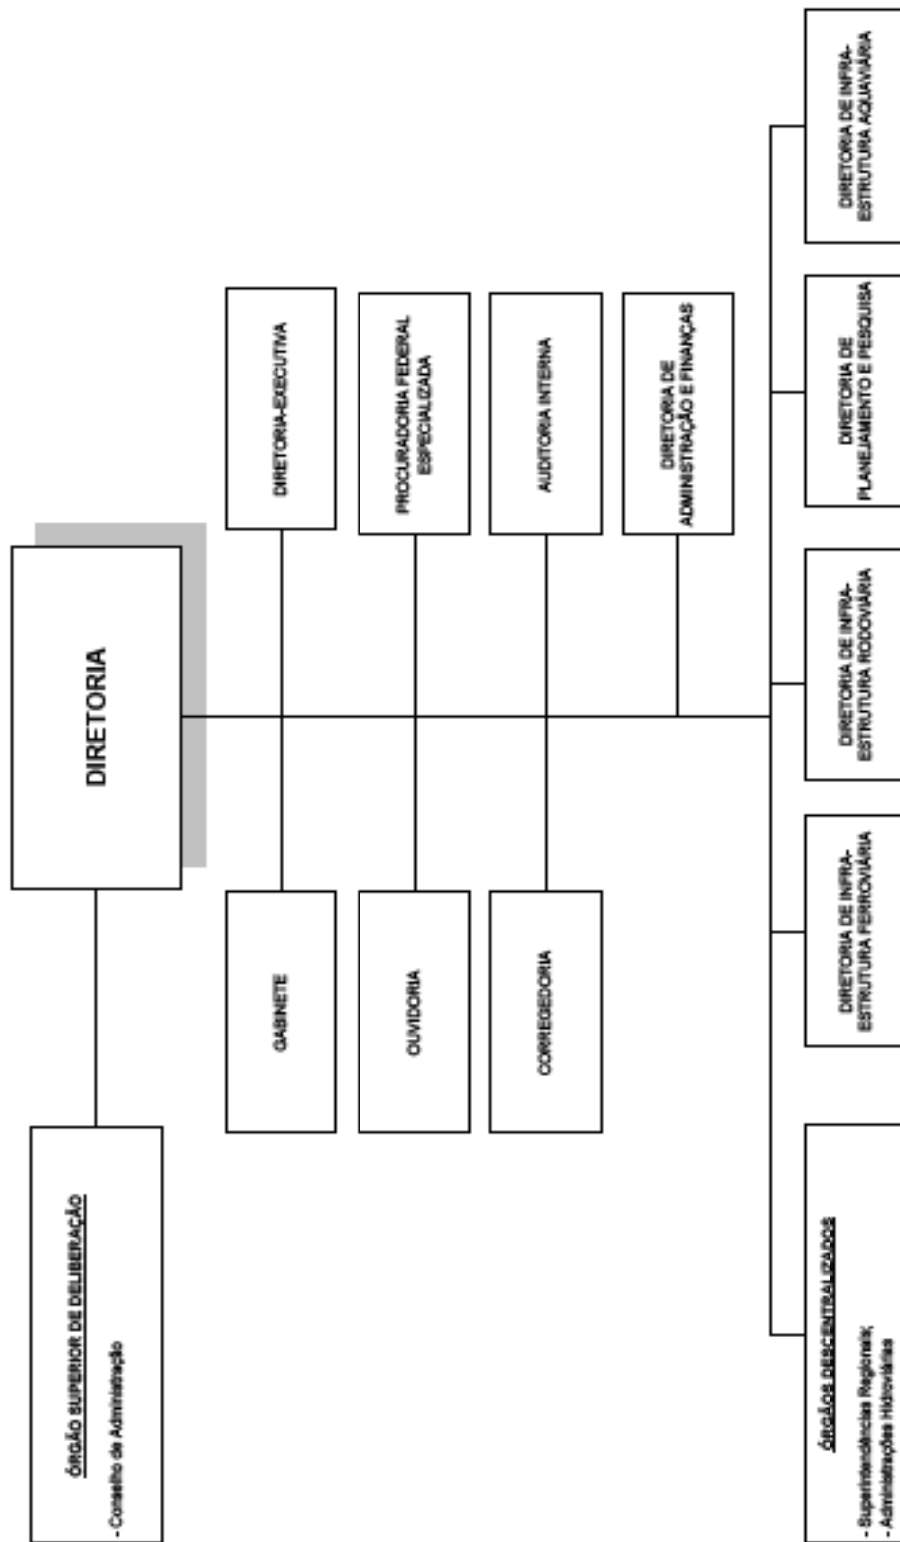 ÓRGÃO SUPERIOR DE DELIBERAÇÃO
- Conselho de Administração
DIRETORIA
GABINETE
DIRETORIA-EXECUTIVA
OUVIDORIA
PROCURADORIA FEDERAL
ESPECIALIZADA
CORREGEDORIA
AUDITORIA INTERNA
DIRETORIA DE
ADMINISTRAÇÃO E FINANÇAS
ÓRGÃOS DESCENTRALIZADOS
- Superintendências Regionais;
- Administrações Hidroviárias
DIRETORIA DE INFRA-
ESTRUTURA FERROVIÁRIA
DIRETORIA DE INFRA-
ESTRUTURA RODOVIÁRIA
DIRETORIA DE
PLANEJAMENTO E PESQUISA
DIRETORIA DE INFRA-
ESTRUTURA AQUAVIÁRIA